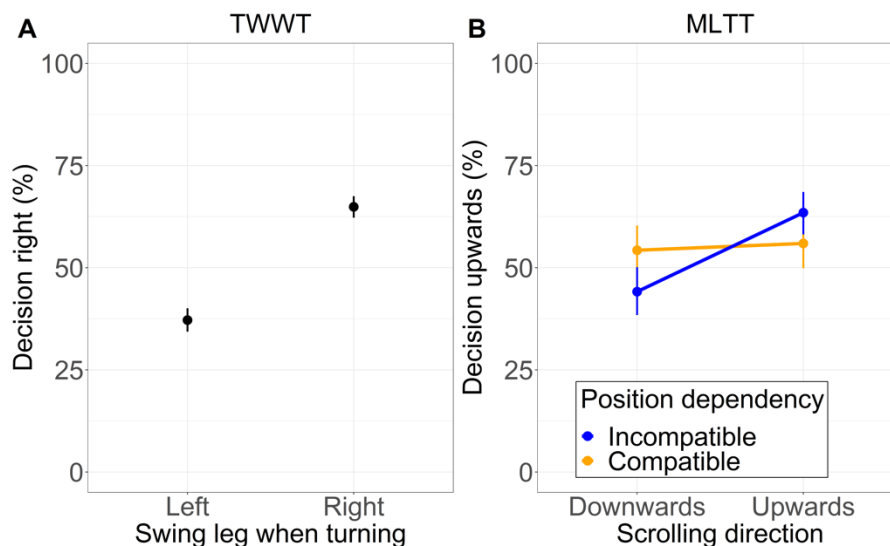 A
TWWT
Decision right (%)
100
75
50
25
0
Left
Right
Swing leg when turning
B
MLTT
Decision upwards (%)
100
75
50
25
0
Position dependency
Incompatible
Compatible
Downwards
Upwards
Scrolling direction